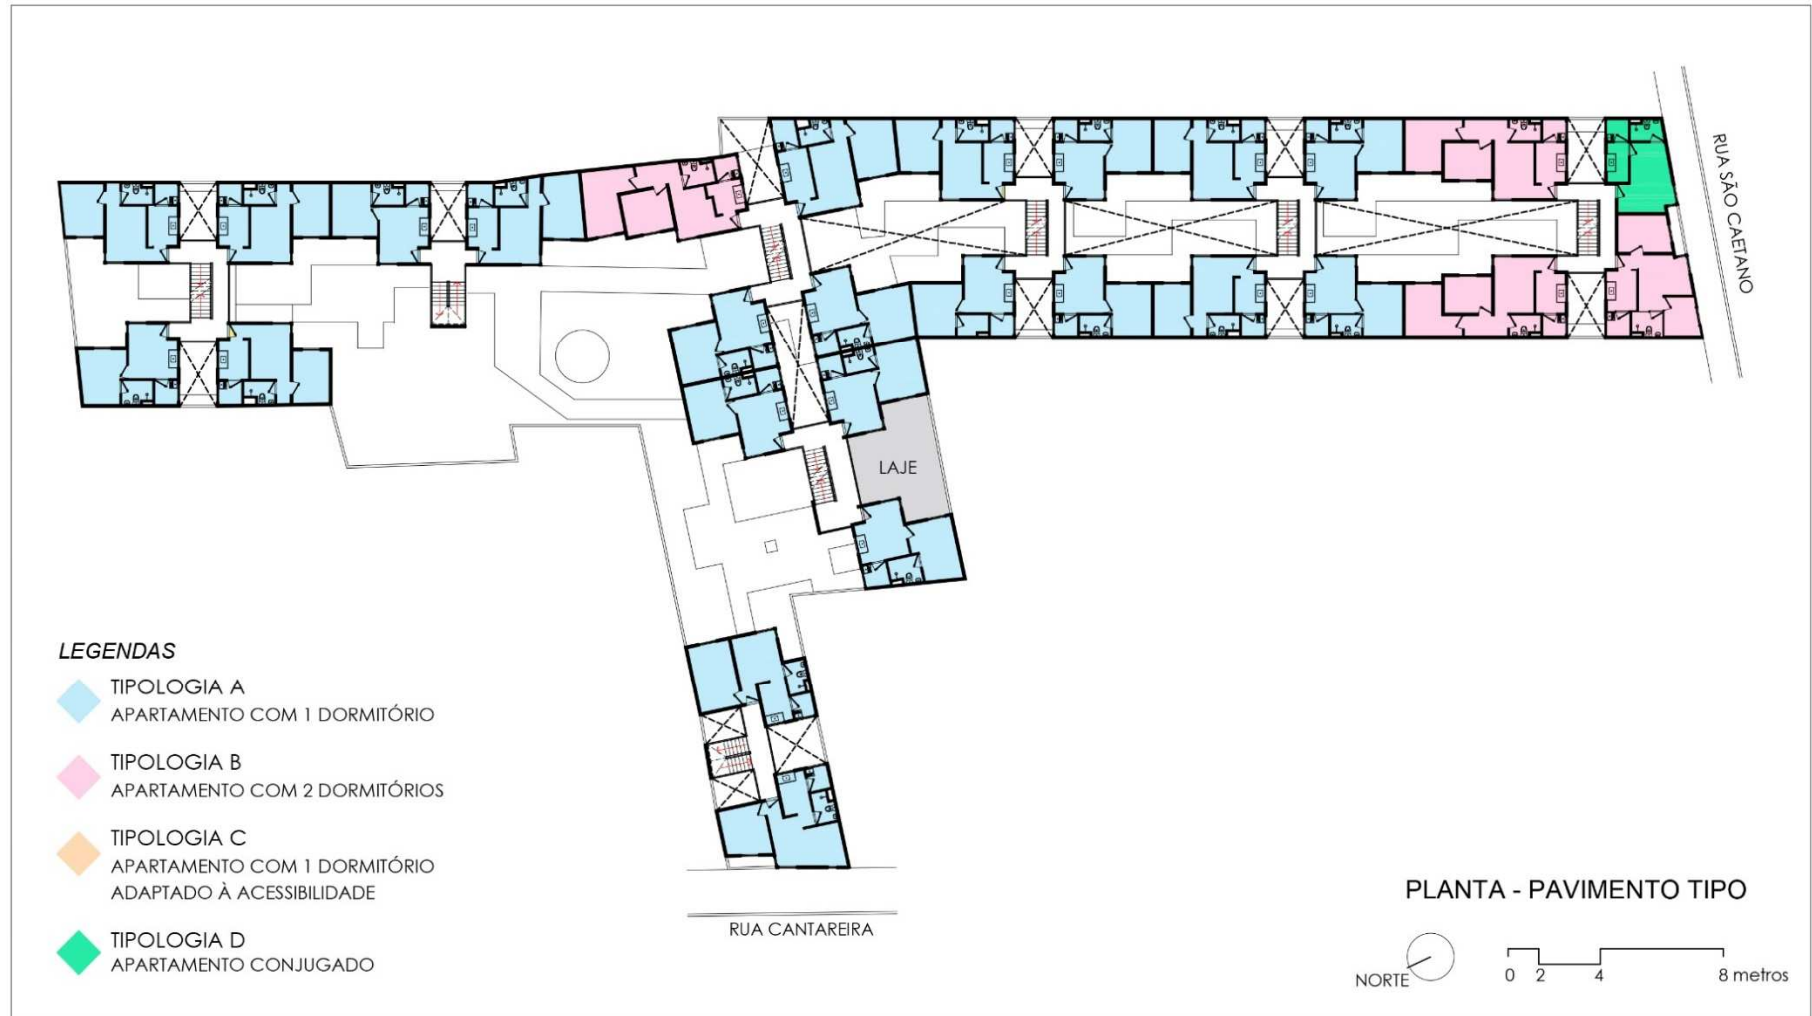 RUA SÃO CAETANO
LAJE
LEGENDAS
TIPOLOGIA A
APARTAMENTO COM 1 DORMITÓRIO
TIPOLOGIA B
APARTAMENTO COM 2 DORMITÓRIOS
TIPOLOGIA C
APARTAMENTO COM 1 DORMITÓRIO
ADAPTADO À ACESSIBILIDADE
TIPOLOGIA D
APARTAMENTO CONJUGADO
RUA CANTAREIRA
PLANTA - PAVIMENTO TIPO
NORTE
0 2 4 8 metros